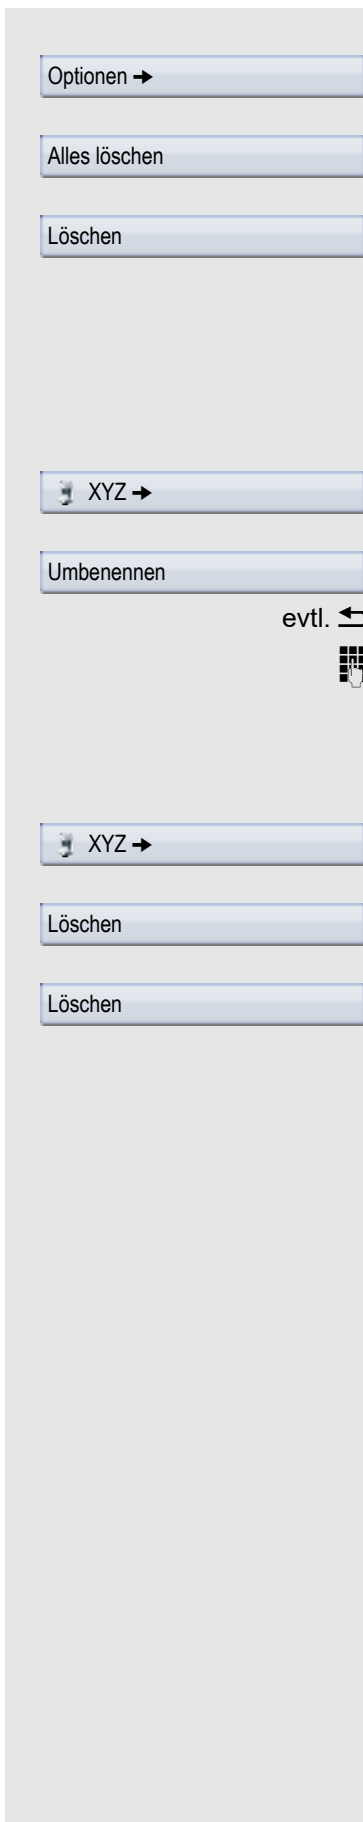 Optionen →
Alles löschen
Löschen
XYZ →
Umbenennen
evtl.
XYZ →
Löschen
Löschen